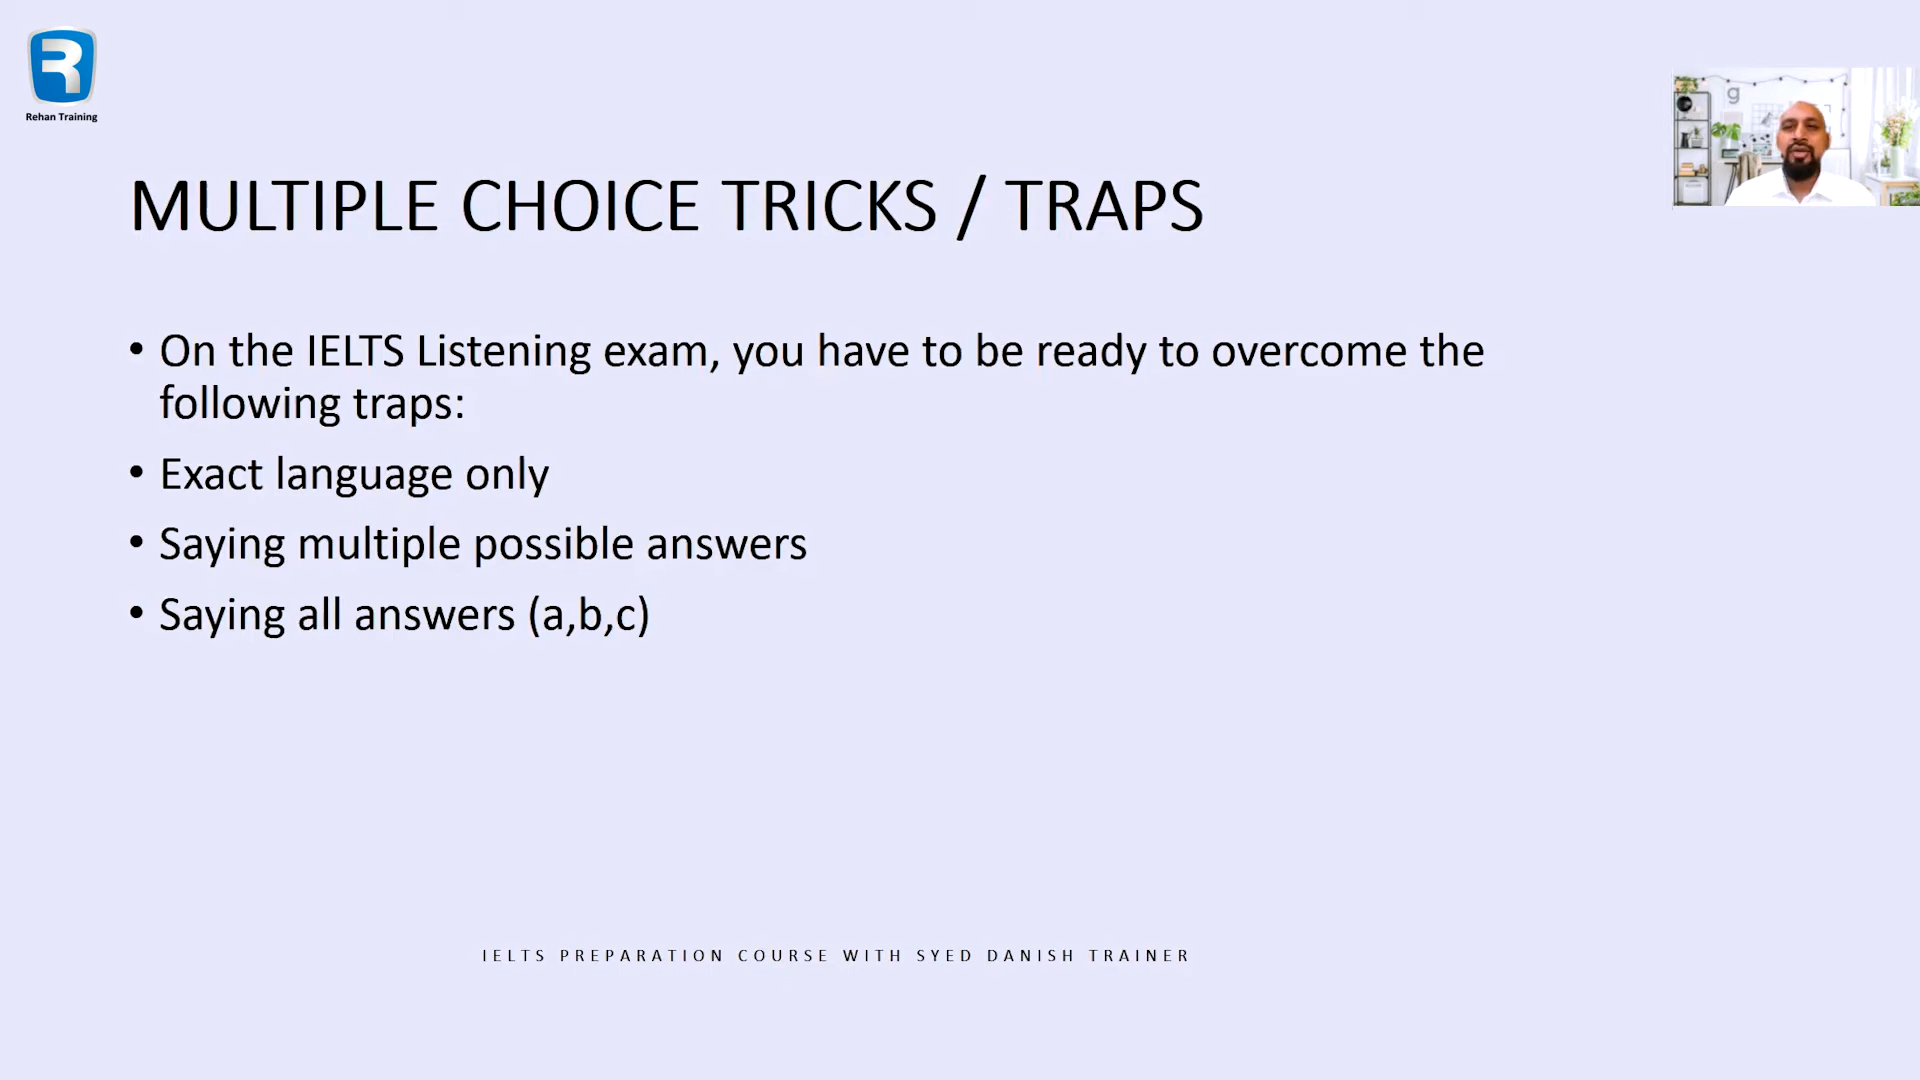 Rehan Training
MULTIPLE CHOICE TRICKS / TRAPS
• On the IELTS Listening exam, you have to be ready to overcome the
following traps:
• Exact language only
• Saying multiple possible answers
• Saying all answers (a,b,c)
IELTS PREPARATION COURSE WITH SYED DANISH TRAINER